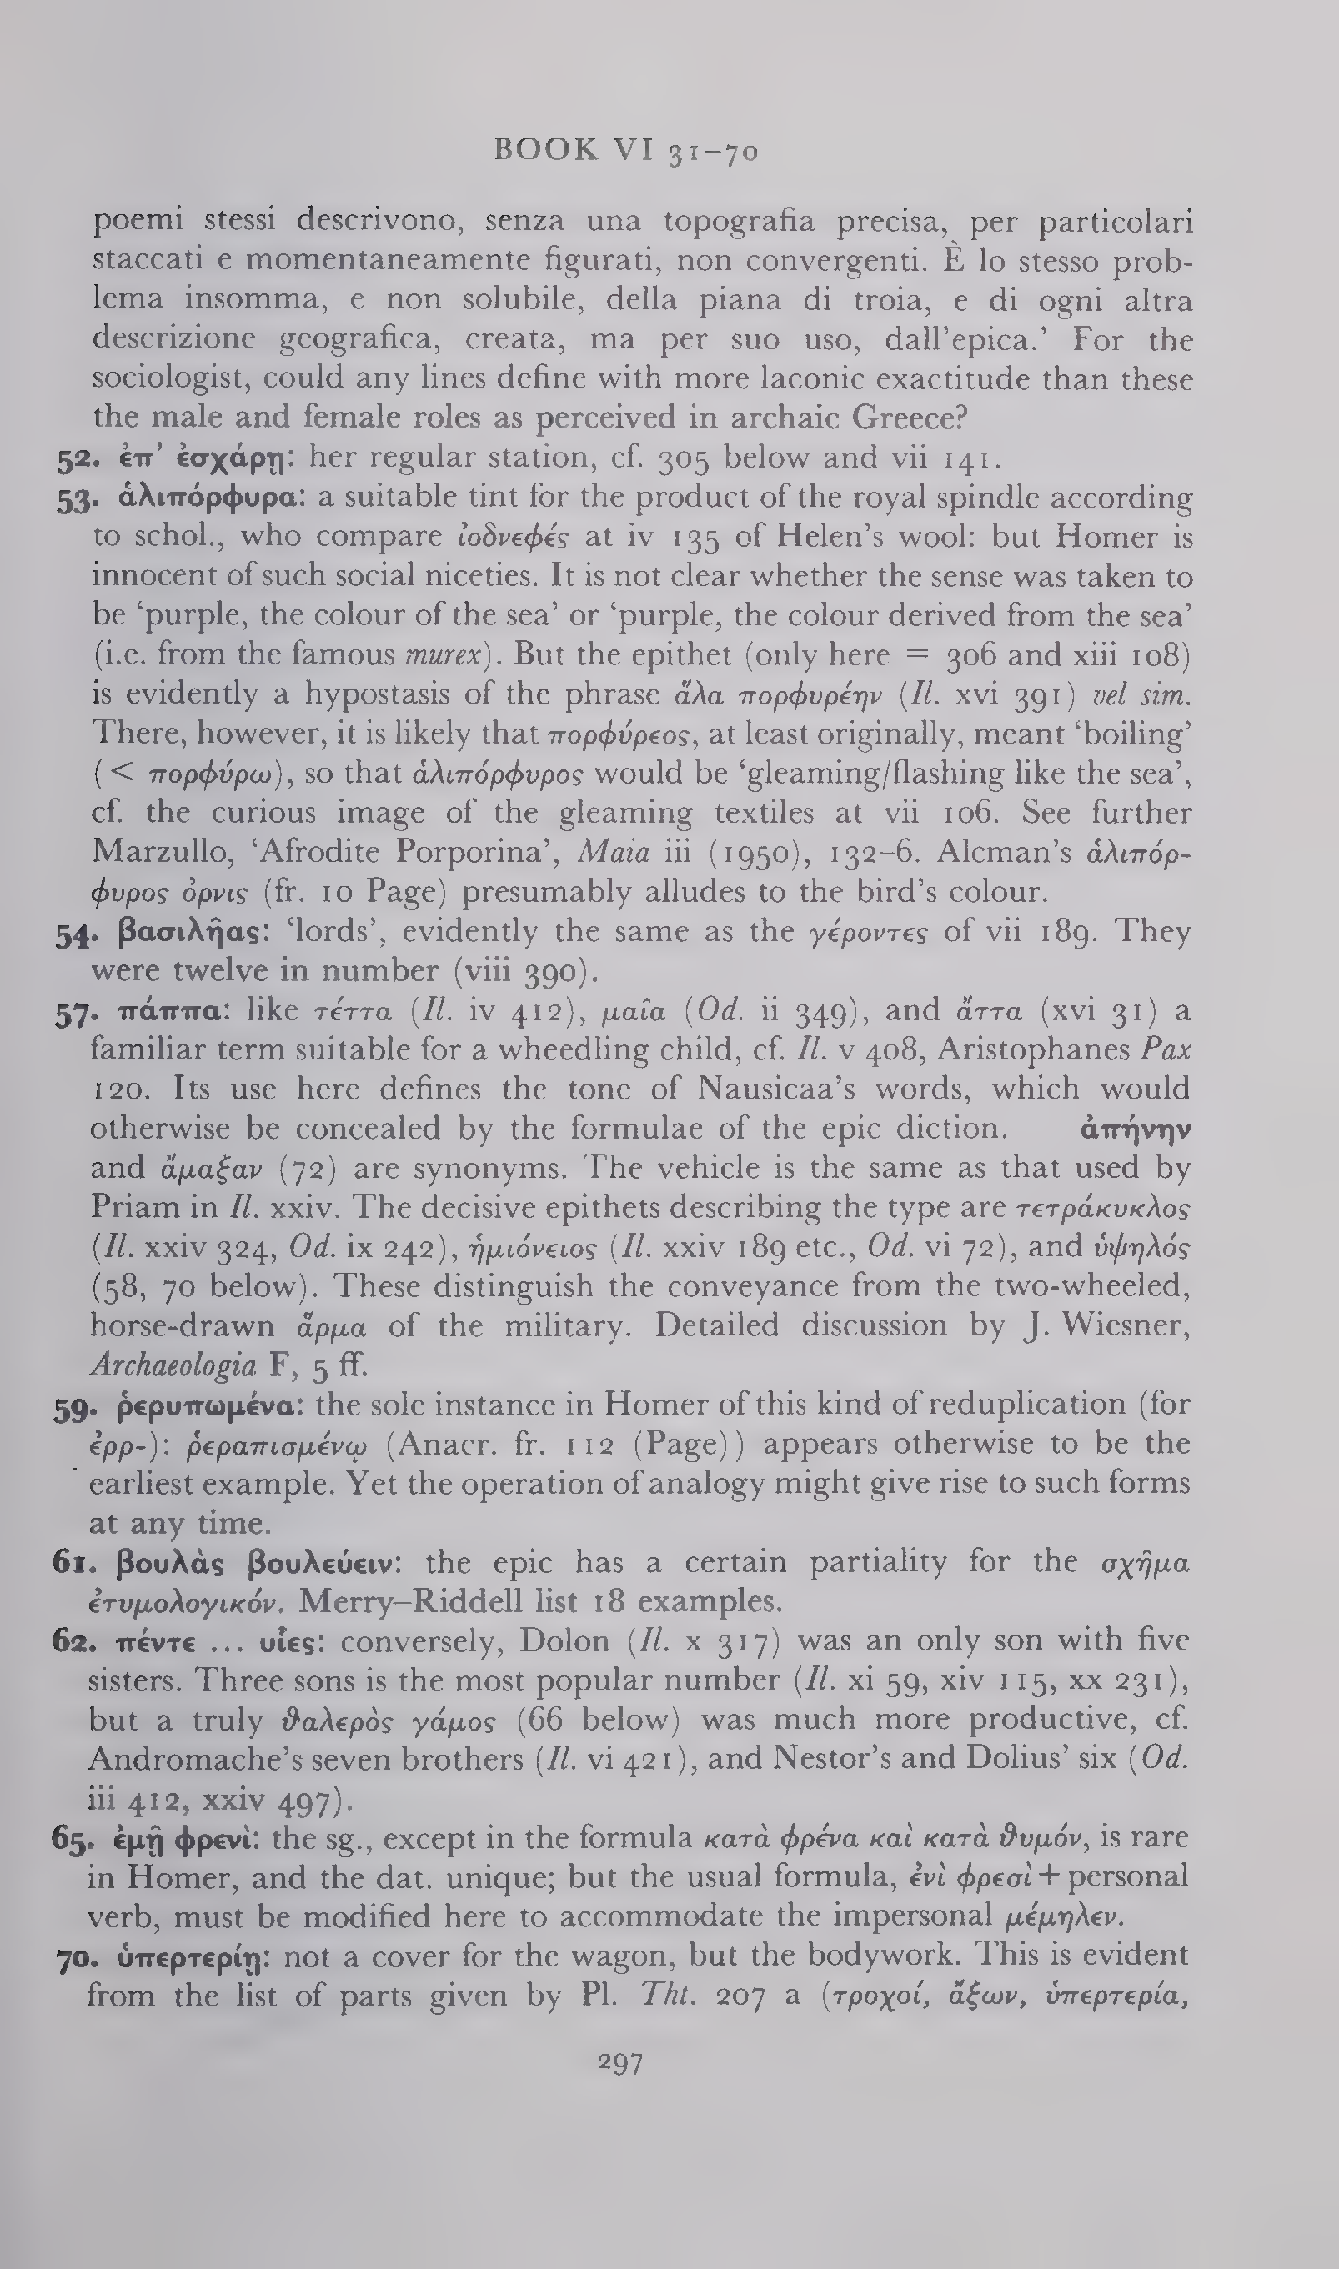 BOOK VI 31–70
poemi stessi descrivono, senza una topografia precisa, per particolari
staccati e momentaneamente figurati, non convergenti. È lo stesso prob-
lema insomma, e non solubile, della piana di troia, e di ogni altra
descrizione geografica, creata, ma per suo uso, dall’epica.’ For the
sociologist, could any lines define with more laconic exactitude than these
the male and female roles as perceived in archaic Greece?
52. ἐπ’ ἐσχάρῃ: her regular station, cf. 305 below and vii 141.
53. ἁλιπόρφυρα: a suitable tint for the product of the royal spindle according
to schol., who compare ἰοδνεφές at iv 135 of Helen’s wool: but Homer is
innocent of such social niceties. It is not clear whether the sense was taken to
be ‘purple, the colour of the sea’ or ‘purple, the colour derived from the sea’
(i.e. from the famous murex). But the epithet (only here = 306 and xiii 108)
is evidently a hypostasis of the phrase ἅλα πορφυρέην (Il. xvi 391) vel sim.
There, however, it is likely that πορφύρεος, at least originally, meant ‘boiling’
(< πορφύρω), so that ἁλιπόρφυρος would be ‘gleaming/flashing like the sea’,
cf. the curious image of the gleaming textiles at vii 106. See further
Marzullo, ‘Afrodite Porporina’, Maia iii (1950), 132–6. Alcman’s ἁλιπόρ-
φυρος ὄρνις (fr. 10 Page) presumably alludes to the bird’s colour.
54. βασιλῆας: ‘lords’, evidently the same as the γέροντες of vii 189. They
were twelve in number (viii 390).
57. πάππα: like τέττα (Il. iv 412), μαῖα (Od. ii 349), and ἄττα (xvi 31) a
familiar term suitable for a wheedling child, cf. Il. v 408, Aristophanes Pax
120. Its use here defines the tone of Nausicaa’s words, which would
otherwise be concealed by the formulae of the epic diction. ἀπήνην
and ἄμαξαν (72) are synonyms. The vehicle is the same as that used by
Priam in Il. xxiv. The decisive epithets describing the type are τετράκυκλος
(Il. xxiv 324, Od. ix 242), ἡμιόνειος (Il. xxiv 189 etc., Od. vi 72), and ὑψηλός
(58, 70 below). These distinguish the conveyance from the two-wheeled,
horse-drawn ἅρμα of the military. Detailed discussion by J. Wiesner,
Archaeologia F, 5 ff.
59. ῥερυπωμένα: the sole instance in Homer of this kind of reduplication (for
ἐρρ-): ῥεραπισμένῳ (Anacr. fr. 112 (Page)) appears otherwise to be the
earliest example. Yet the operation of analogy might give rise to such forms
at any time.
61. βουλὰς βουλεύειν: the epic has a certain partiality for the σχῆμα
ἐτυμολογικόν. Merry–Riddell list 18 examples.
62. πέντε ... υἷες: conversely, Dolon (Il. x 317) was an only son with five
sisters. Three sons is the most popular number (Il. xi 59, xiv 115, xx 231),
but a truly ϑαλερὸς γάμος (66 below) was much more productive, cf.
Andromache’s seven brothers (Il. vi 421), and Nestor’s and Dolius’ six (Od.
iii 412, xxiv 497).
65. ἐμῇ φρενὶ: the sg., except in the formula κατὰ φρένα καὶ κατὰ ϑυμόν, is rare
in Homer, and the dat. unique; but the usual formula, ἐνὶ φρεσὶ + personal
verb, must be modified here to accommodate the impersonal μέμηλεν.
70. ὑπερτερίῃ: not a cover for the wagon, but the bodywork. This is evident
from the list of parts given by Pl. Tht. 207 a (τροχοί, ἄξων, ὑπερτερία,
297